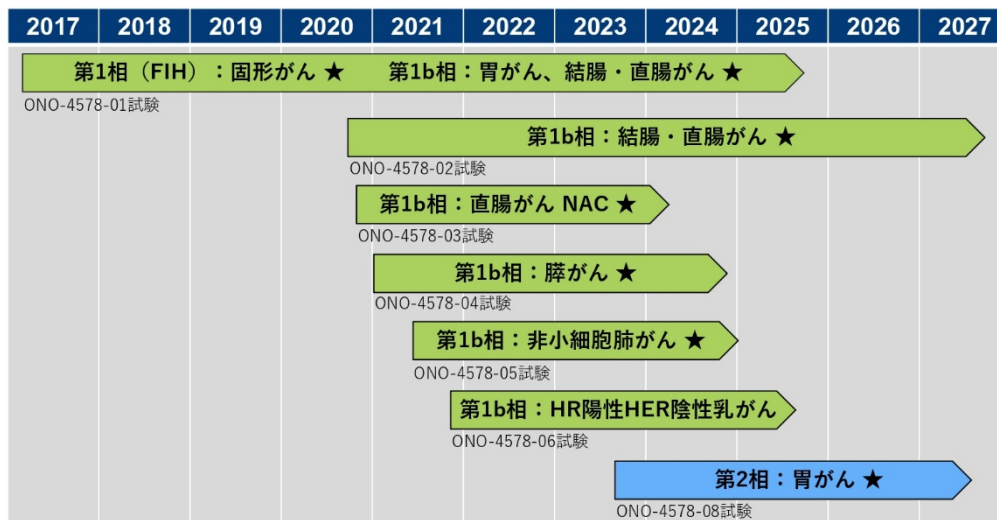 2017 2018 2019 2020 2021 2022 2023 2024 2025 2026 2027
第1相（FIH）：固形がん ★ 第1b相：胃がん、結腸・直腸がん ★
ONO-4578-01試験
第1b相：結腸・直腸がん ★
ONO-4578-02試験
第1b相：直腸がん NAC ★
ONO-4578-03試験
第1b相：膵がん ★
ONO-4578-04試験
第1b相：非小細胞肺がん ★
ONO-4578-05試験
第1b相：HR陽性HER陰性乳がん
ONO-4578-06試験
第2相：胃がん ★
ONO-4578-08試験